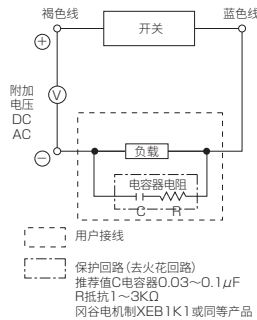 褐色线
蓝色线
开关
⊕
附加
电压
DC
AC
V
⊖
负载
电容器电阻
C
R
用户接线
保护回路（去火花回路）
推荐值C电容器0.03～0.1μF
R抵抗1～3KΩ
冈谷电机制XEB1K1或同等产品